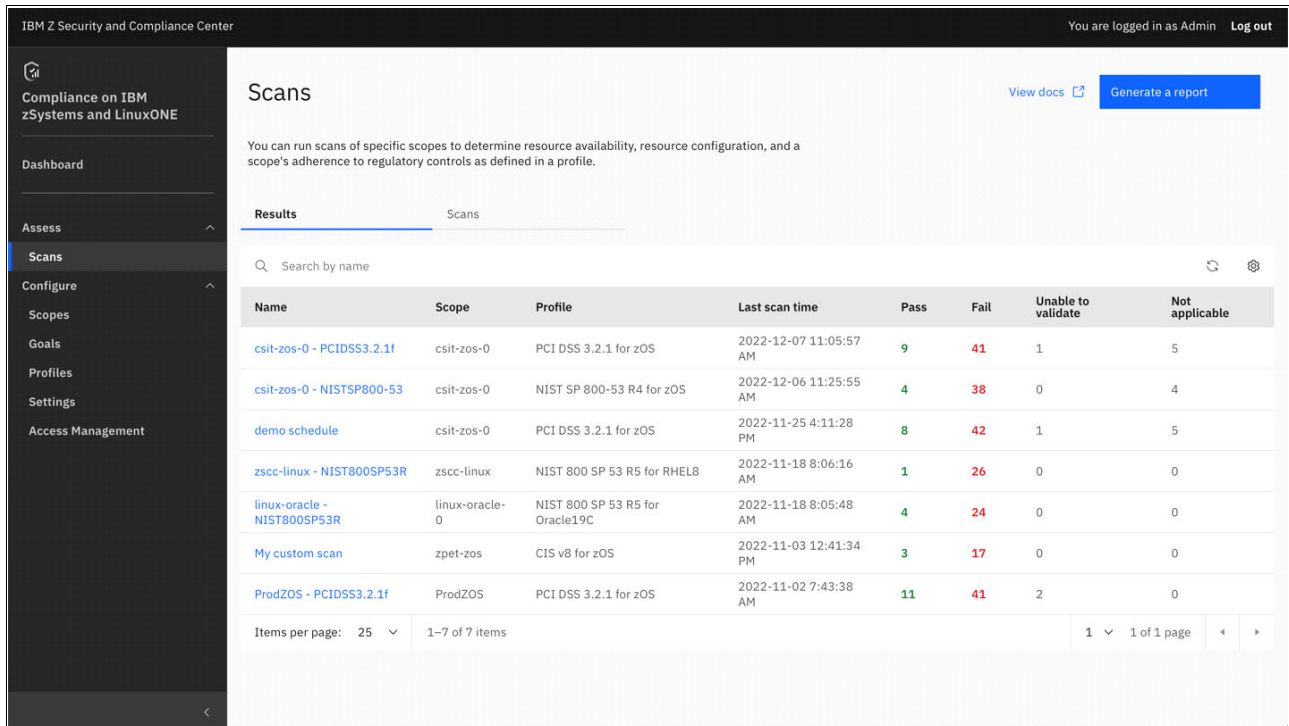 IBM Z Security and Compliance Center
You are logged in as Admin Log out
Compliance on IBM
zSystems and LinuxONE
Dashboard
Assess
Scans
Configure
Scopes
Goals
Profiles
Settings
Access Management
Scans
View docs
Generate a report
You can run scans of specific scopes to determine resource availability, resource configuration, and a
scope's adherence to regulatory controls as defined in a profile.
Results Scans
Search by name
Name Scope Profile Last scan time Pass Fail Unable to validate Not applicable
csit-zos-0 - PCIDSS3.2.1f csit-zos-0 PCI DSS 3.2.1 for zOS 2022-12-07 11:05:57 AM 9 41 1 5
csit-zos-0 - NISTSP800-53 csit-zos-0 NIST SP 800-53 R4 for zOS 2022-12-06 11:25:55 AM 4 38 0 4
demo schedule csit-zos-0 PCI DSS 3.2.1 for zOS 2022-11-25 4:11:28 PM 8 42 1 5
zscc-linux - NIST800SP53R zscc-linux NIST 800 SP 53 R5 for RHEL8 2022-11-18 8:06:16 AM 1 26 0 0
linux-oracle - NIST800SP53R linux-oracle-0 NIST 800 SP 53 R5 for Oracle19C 2022-11-18 8:05:48 AM 4 24 0 0
My custom scan zpet-zos CIS v8 for zOS 2022-11-03 12:41:34 PM 3 17 0 0
ProdZOS - PCIDSS3.2.1f ProdZOS PCI DSS 3.2.1 for zOS 2022-11-02 7:43:38 AM 11 41 2 0
Items per page: 25 1–7 of 7 items 1 1 of 1 page